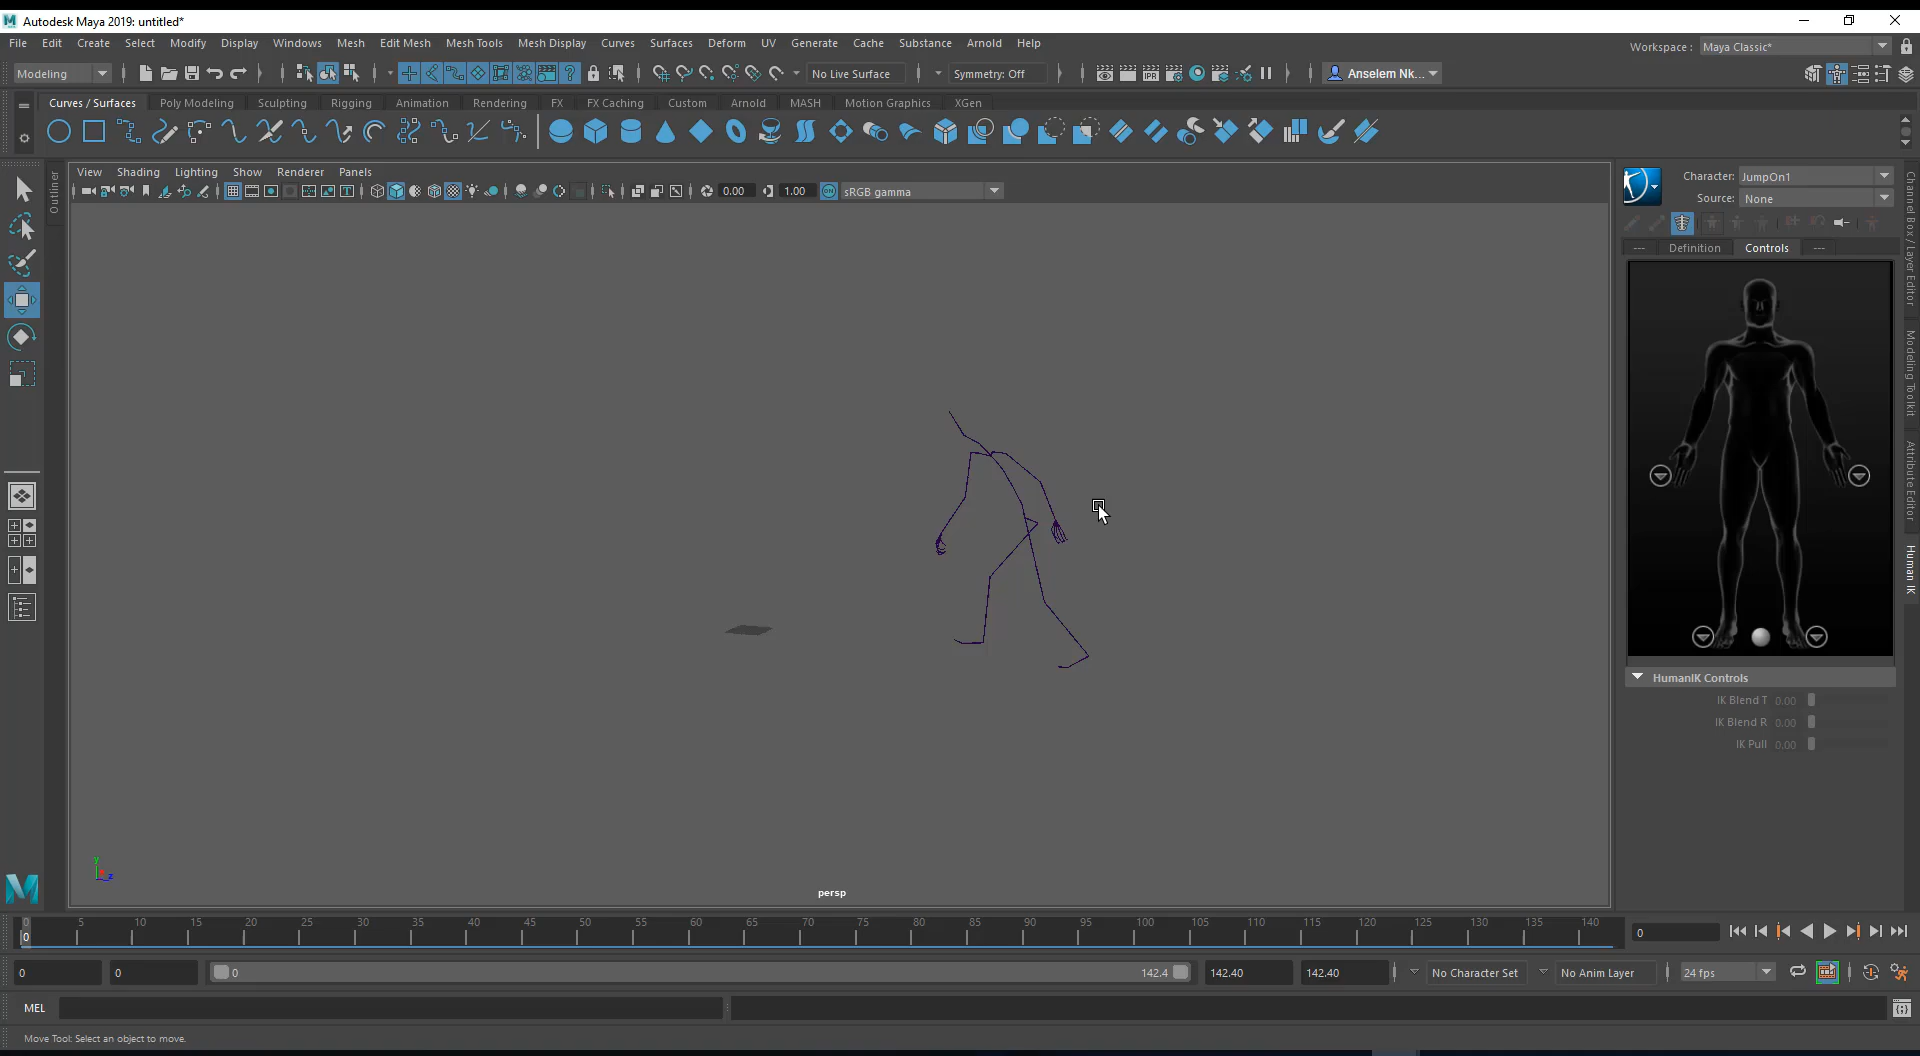 Autodesk Maya 2019: untitled*
File Edit Create Select Modify Display Windows Mesh Edit Mesh Mesh Tools Mesh Display Curves Surfaces Deform UV Generate Cache Substance Arnold Help
Workspace : Maya Classic*
Modeling
No Live Surface
Symmetry: Off
IPR
Anselem Nk...
Curves / Surfaces Poly Modeling Sculpting Rigging Animation Rendering FX FX Caching Custom Arnold MASH Motion Graphics XGen
View Shading Lighting Show Renderer Panels
0.00 1.00 ON sRGB gamma
Outliner
Character: JumpOn1
Source: None
--- Definition Controls ---
HumanIK Controls
IK Blend T 0.00
IK Blend R 0.00
IK Pull 0.00
Channel Box / Layer Editor
Modeling Toolkit
Attribute Editor
Human IK
y
z
persp
0 5 10 15 20 25 30 35 40 45 50 55 60 65 70 75 80 85 90 95 100 105 110 115 120 125 130 135 140
0
0
0 0 0 142.4 142.40 142.40 No Character Set No Anim Layer 24 fps
MEL
Move Tool: Select an object to move.